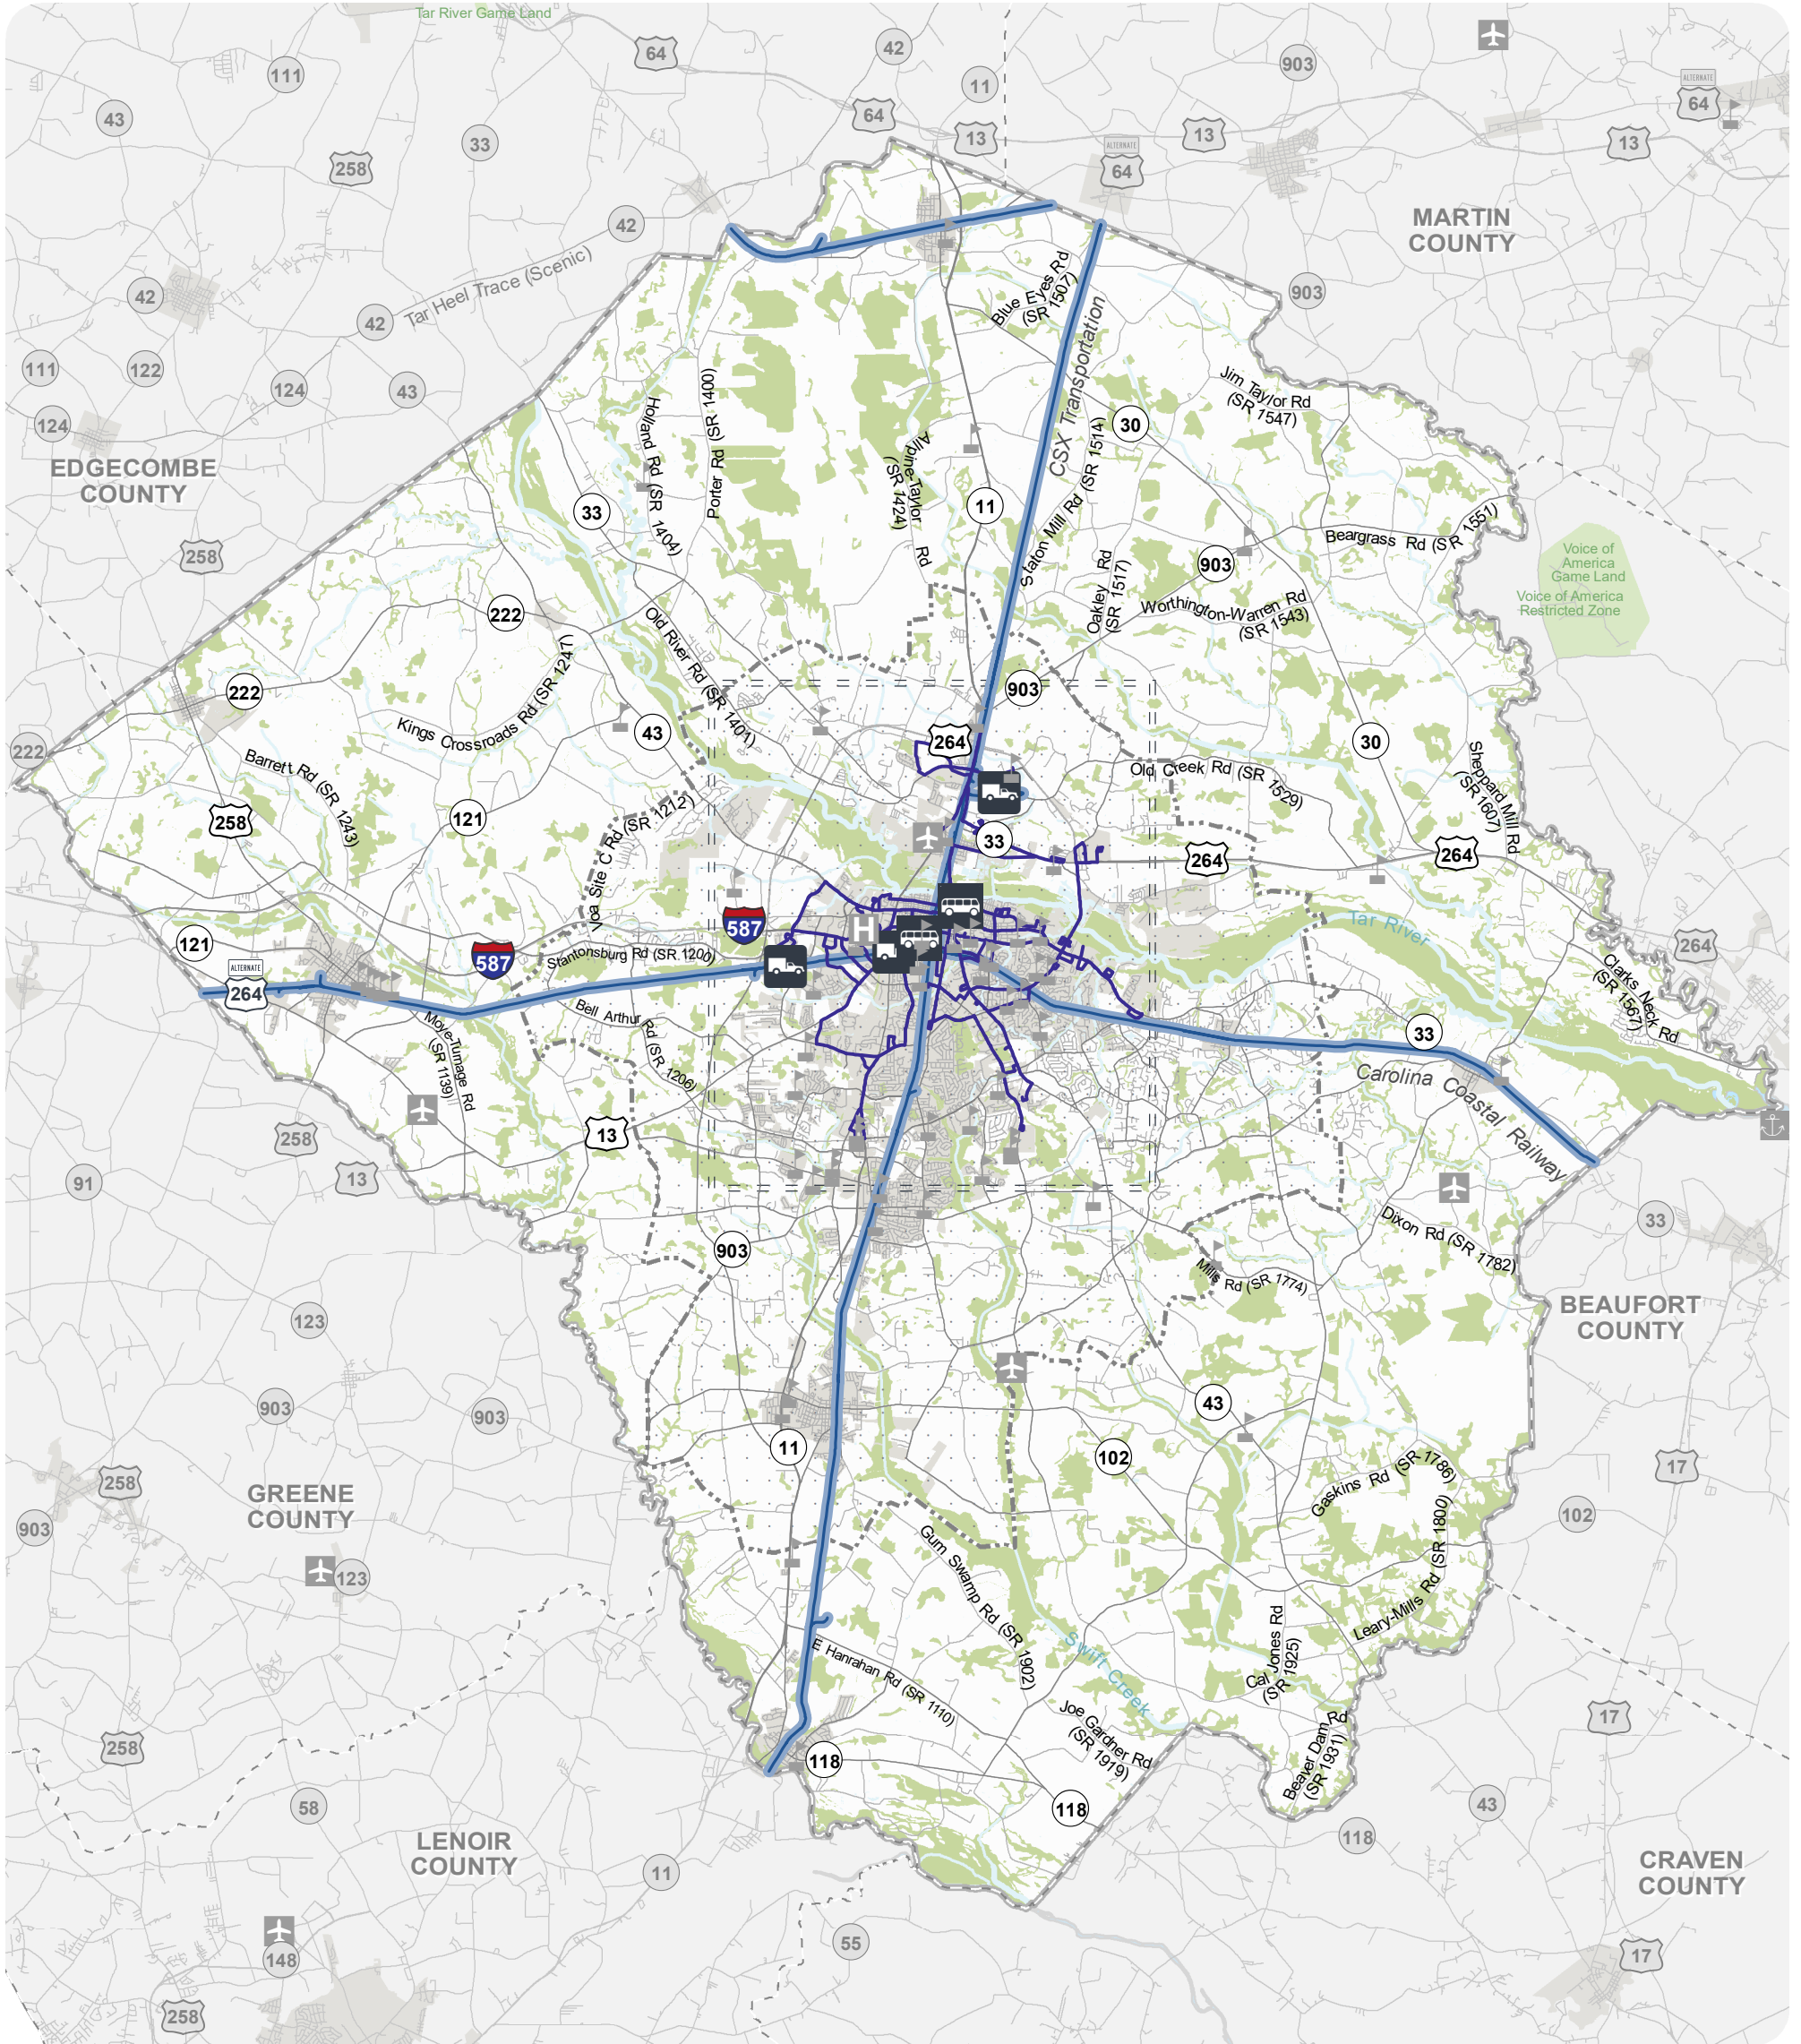 Tar River Game Land
64
42
903
111
11
ALTERNATE
64
43
64
13
13
13
33
258
ALTERNATE
64
42
MARTIN
COUNTY
Blue Eyes Rd
(SR 1507)
42
Tar Heel Trace (Scenic)
42
903
CSX Transportation
111
122
124
43
Jim Taylor Rd
(SR 1547)
Holland Rd (SR 1404)
Porter Rd (SR 1400)
Allpine-Taylor Rd
(SR 1424)
30
124
EDGECOMBE
COUNTY
33
11
Staton Mill Rd (SR 1514)
Beargrass Rd (SR 1551)
258
903
Voice of
America
Game Land
Voice of America
Restricted Zone
Oakley Rd
(SR 1517)
Worthington-Warren Rd
(SR 1543)
222
Old River Rd (SR 1401)
Kings Crossroads Rd (SR 1247)
222
903
43
264
30
222
Barrett Rd (SR 1243)
Old Creek Rd (SR 1529)
Sheppard Mill Rd
(SR 1607)
258
121
Voa Site C Rd (SR 1212)
33
264
264
587
H
Tar River
121
587
Stantonsburg Rd (SR 1200)
264
ALTERNATE
264
Clarks Neck Rd
(SR 1567)
Bell Arthur Rd (SR 1206)
Moye-Turnage Rd
(SR 1139)
33
Carolina Coastal Railway
13
258
13
91
33
Dixon Rd (SR 1782)
903
Mills Rd (SR 1774)
BEAUFORT
COUNTY
123
903
903
43
11
102
17
Gaskins Rd (SR 1786)
258
GREENE
COUNTY
903
102
Leary-Mills Rd (SR 1800)
Gum Swamp Rd (SR 1902)
123
Swift Creek
Cal Jones Rd
(SR 1925)
E Hanrahan Rd (SR 1110)
Joe Gardner Rd
(SR 1919)
Beaver Dam Rd
(SR 1931)
17
258
118
118
43
58
118
LENOIR
COUNTY
11
CRAVEN
COUNTY
55
148
17
258